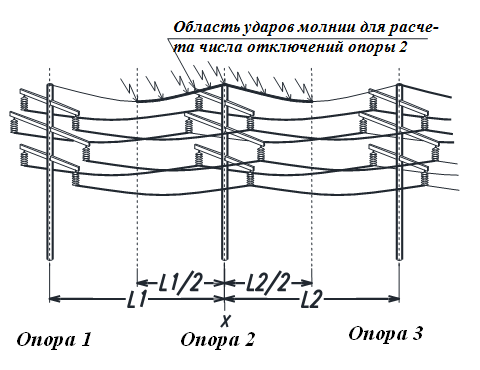 Область ударов молнии для расче-
та числа отключений опоры 2
L1/2 L2/2
L1 L2
x
Опора 1 Опора 2 Опора 3